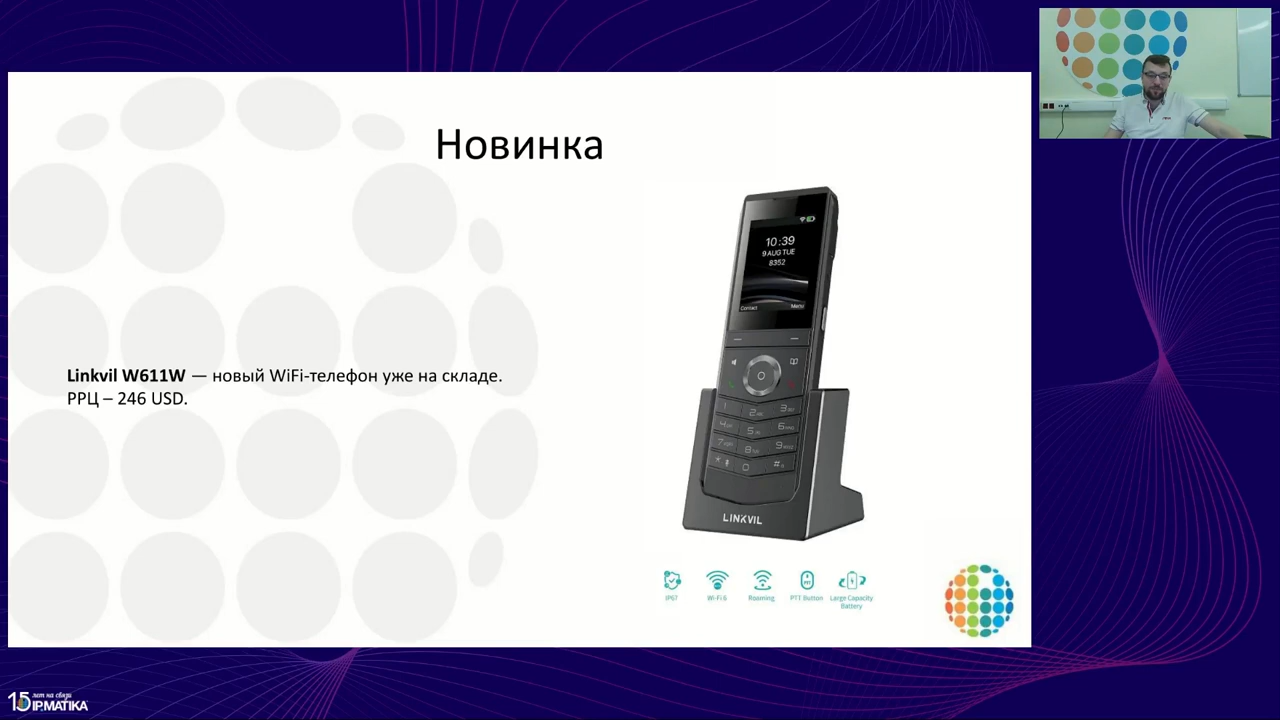 Новинка
10:39
9 AUG TUE
8352
Contact
Menu
Linkvil W611W — новый WiFi-телефон уже на складе.
РРЦ – 246 USD.
LINKVIL
IP67
Wi-Fi 6
Rooming
PTT Button
Large Capacity
Battery
15 лет на связи
IPMATIKA